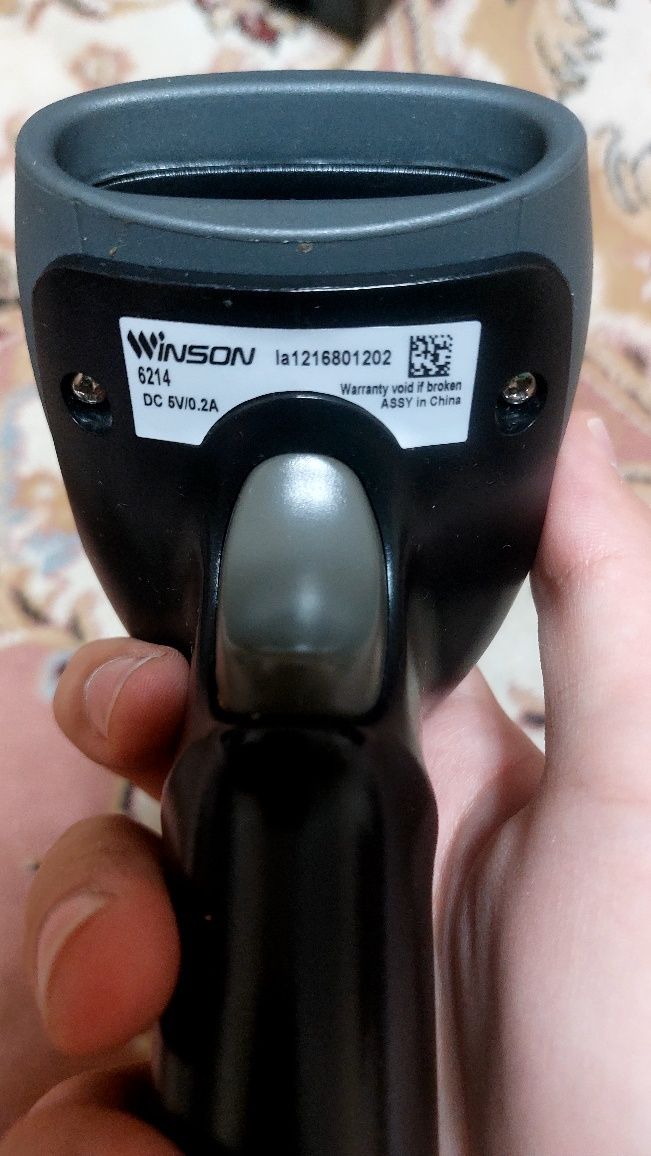 WINSON la1216801202
6214
DC 5V/0.2A
Warranty void if broken
ASSY in China